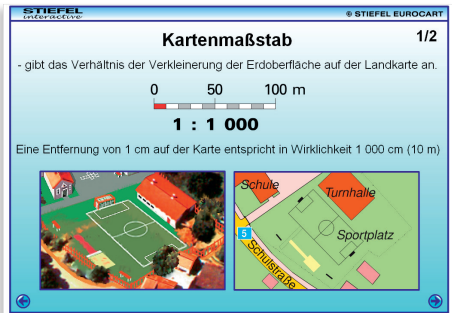 STIEFEL
interactive
© STIEFEL EUROCART
Kartenmaßstab
1/2
- gibt das Verhältnis der Verkleinerung der Erdoberfläche auf der Landkarte an.
0 50 100 m
1 : 1 000
Eine Entfernung von 1 cm auf der Karte entspricht in Wirklichkeit 1 000 cm (10 m)
Schule
Turnhalle
Sportplatz
5
Schulstraße